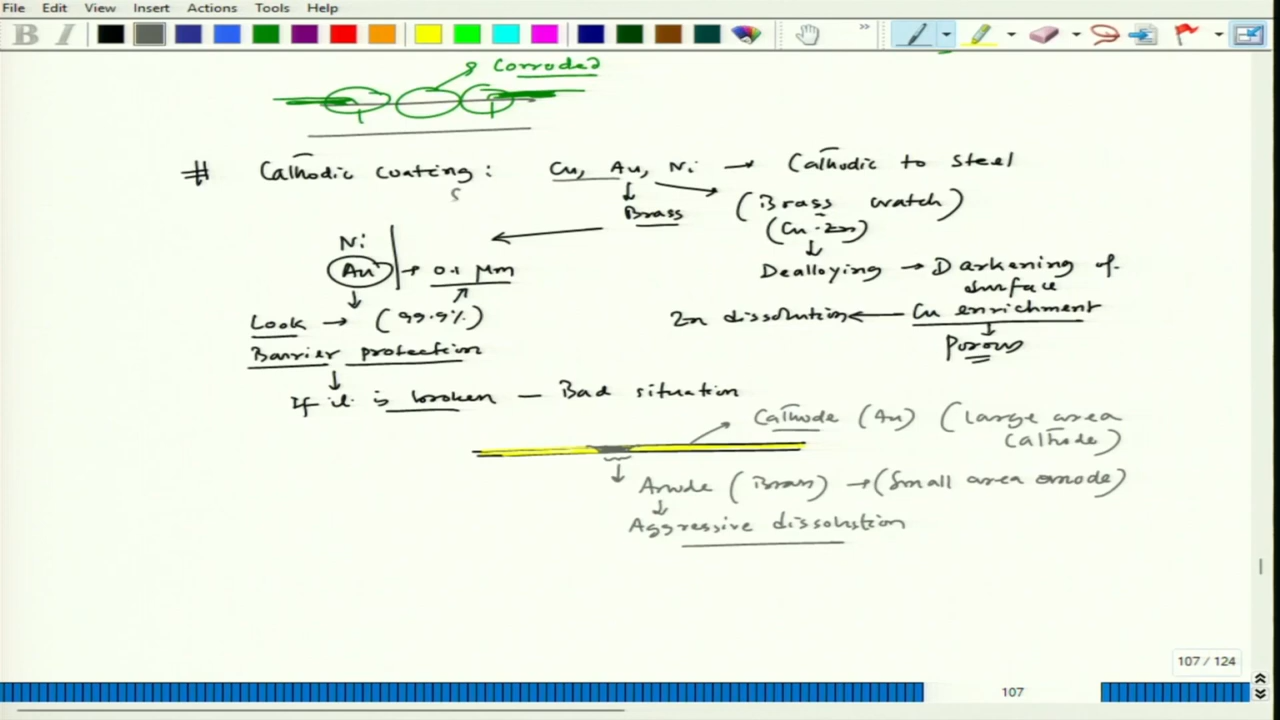 File Edit View Insert Actions Tools Help
Corroded
# Cathodic coating: Cu, Au, Ni → Cathodic to steel
Brass (Brass watch)
(Cu-Zn)
Ni
Au → 0.1 μm
Dealloying → Darkening of surface
Look → (99.9%)
Zn dissolution ← Cu enrichment
Porous
Barrier protection
If it is broken — Bad situation
Cathode (Au) (Large area Cathode)
Anode (Brass) → (Small area anode)
Aggressive dissolution
107 / 124
107